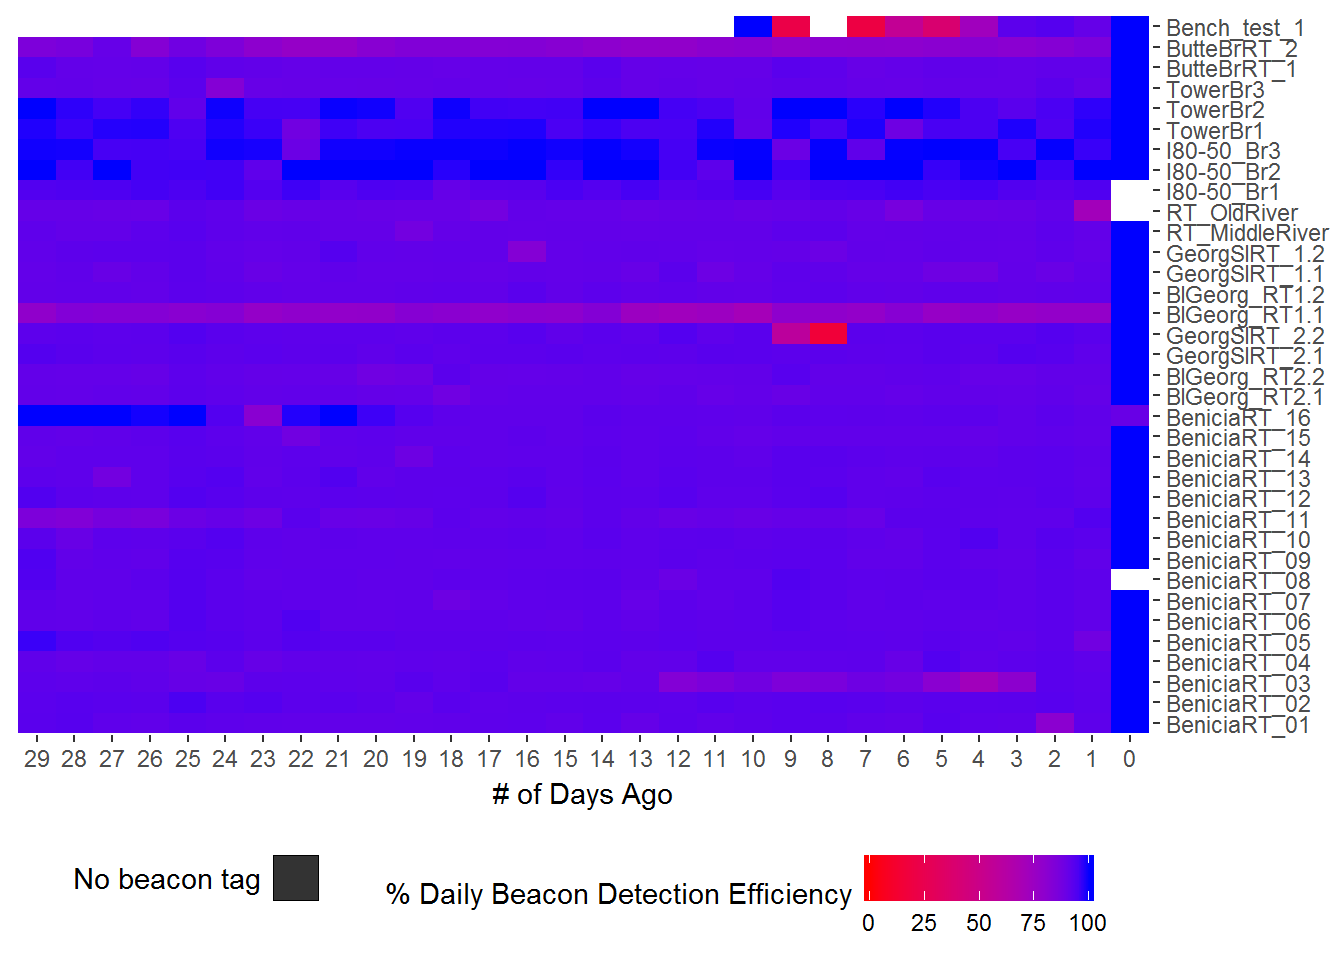 Bench_test_1
ButteBrRT_2
ButteBrRT_1
TowerBr3
TowerBr2
TowerBr1
I80-50_Br3
I80-50_Br2
I80-50_Br1
RT_OldRiver
RT_MiddleRiver
GeorgSlRT_1.2
GeorgSlRT_1.1
BlGeorg_RT1.2
BlGeorg_RT1.1
GeorgSlRT_2.2
GeorgSlRT_2.1
BlGeorg_RT2.2
BlGeorg_RT2.1
BeniciaRT_16
BeniciaRT_15
BeniciaRT_14
BeniciaRT_13
BeniciaRT_12
BeniciaRT_11
BeniciaRT_10
BeniciaRT_09
BeniciaRT_08
BeniciaRT_07
BeniciaRT_06
BeniciaRT_05
BeniciaRT_04
BeniciaRT_03
BeniciaRT_02
BeniciaRT_01
29 28 27 26 25 24 23 22 21 20 19 18 17 16 15 14 13 12 11 10 9 8 7 6 5 4 3 2 1 0
# of Days Ago
No beacon tag
% Daily Beacon Detection Efficiency
0 25 50 75 100